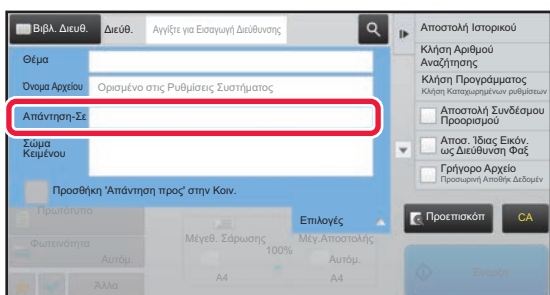 Βιβλ. Διευθ.
Διεύθ.
Αγγίξτε για Εισαγωγή Διεύθυνσης
Θέμα
Όνομα Αρχείου
Ορισμένο στις Ρυθμίσεις Συστήματος
Απάντηση-Σε
Σώμα
Κειμένου
Προσθήκη 'Απάντηση προς' στην Κοιν.
Πρωτότυπο
Επιλογές
Φωτεινότητα
Αυτόμ.
Άλλα
Μέγεθ. Σάρωσης
100%
A4
Μέγ.Αποστολής
Αυτόμ.
A4
Αποστολή Ιστορικού
Κλήση Αριθμού
Αναζήτησης
Κλήση Προγράμματος
Κλήση Καταχωρημένων ρυθμίσεων
Αποστολή Συνδέσμου
Προορισμού
Αποσ. Ίδιας Εικόν.
ως Διεύθυνση Φαξ
Γρήγορο Αρχείο
Προσωρινή Αποθήκ Δεδομέν
Προεπισκόπ
CA
Έναρξη